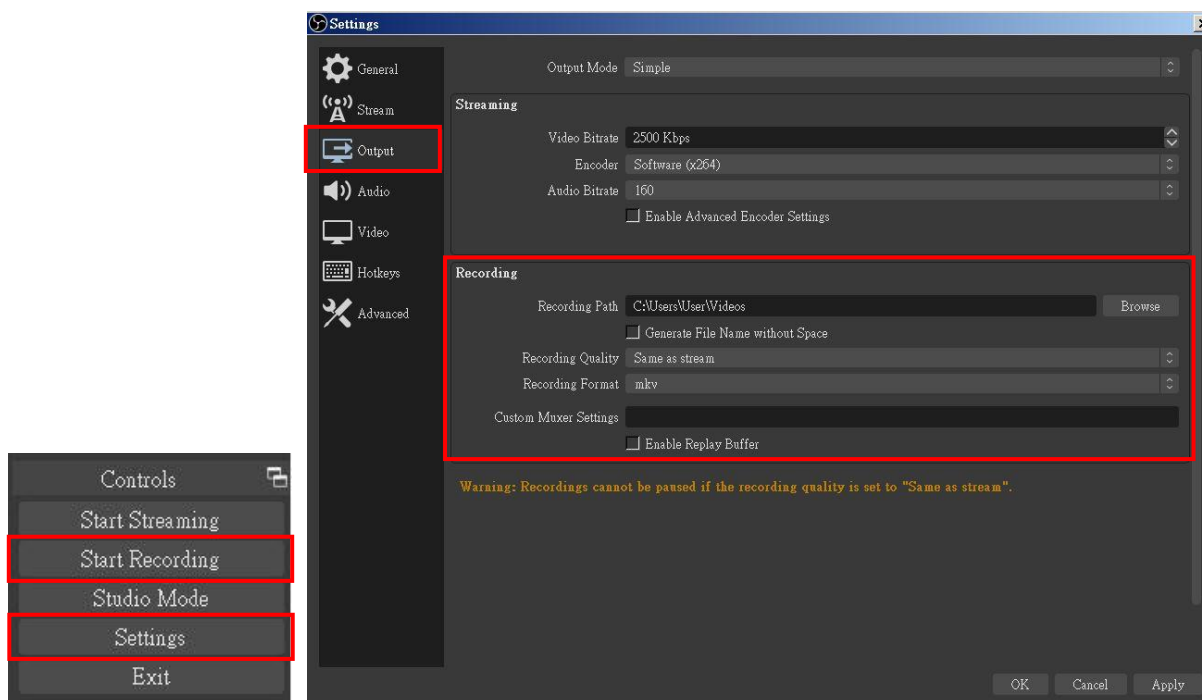 Settings
General
Stream
Output
Audio
Video
Hotkeys
Advanced
Output Mode Simple
Streaming
Video Bitrate 2500 Kbps
Encoder Software (x264)
Audio Bitrate 160
Enable Advanced Encoder Settings
Recording
Recording Path C:\Users\User\Videos Browse
Generate File Name without Space
Recording Quality Same as stream
Recording Format mkv
Custom Muxer Settings
Enable Replay Buffer
Warning: Recordings cannot be paused if the recording quality is set to "Same as stream".
OK Cancel Apply
Controls
Start Streaming
Start Recording
Studio Mode
Settings
Exit